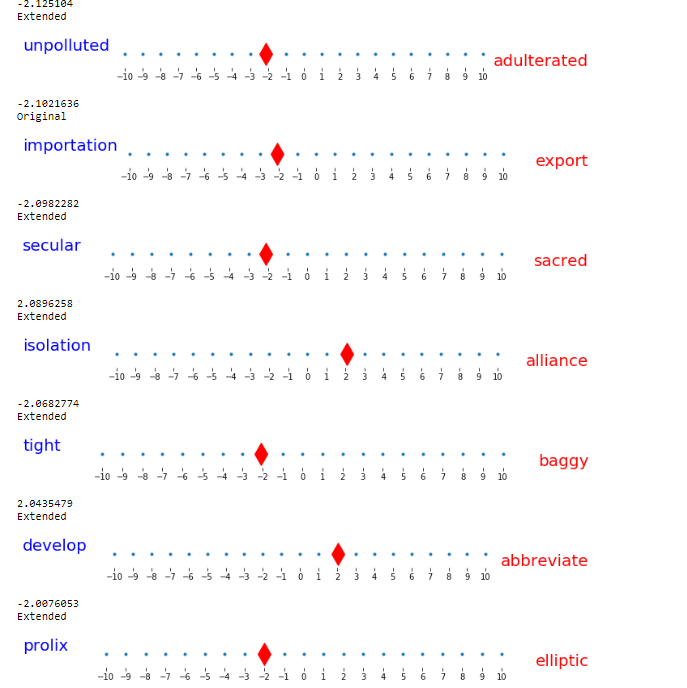 -2.125104
Extended
unpolluted
adulterated
−10 −9 −8 −7 −6 −5 −4 −3 −2 −1 0 1 2 3 4 5 6 7 8 9 10
-2.1021636
Original
importation
export
−10 −9 −8 −7 −6 −5 −4 −3 −2 −1 0 1 2 3 4 5 6 7 8 9 10
-2.0982282
Extended
secular
sacred
−10 −9 −8 −7 −6 −5 −4 −3 −2 −1 0 1 2 3 4 5 6 7 8 9 10
2.0896258
Extended
isolation
alliance
−10 −9 −8 −7 −6 −5 −4 −3 −2 −1 0 1 2 3 4 5 6 7 8 9 10
-2.0682774
Extended
tight
baggy
−10 −9 −8 −7 −6 −5 −4 −3 −2 −1 0 1 2 3 4 5 6 7 8 9 10
2.0435479
Extended
develop
abbreviate
−10 −9 −8 −7 −6 −5 −4 −3 −2 −1 0 1 2 3 4 5 6 7 8 9 10
-2.0076053
Extended
prolix
elliptic
−10 −9 −8 −7 −6 −5 −4 −3 −2 −1 0 1 2 3 4 5 6 7 8 9 10